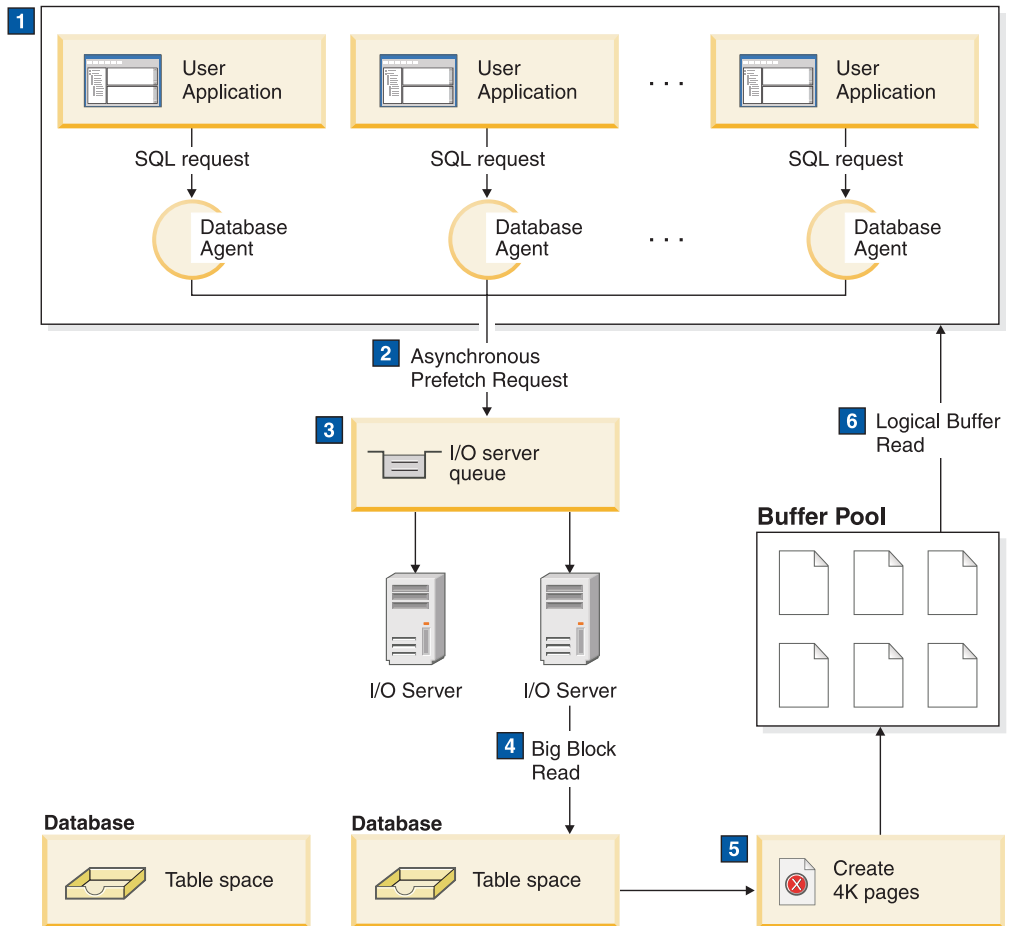 1
User
Application
User
Application
. . .
User
Application
SQL request
SQL request
SQL request
Database
Agent
Database
Agent
. . .
Database
Agent
2
Asynchronous
Prefetch Request
3
I/O server
queue
6
Logical Buffer
Read
Buffer Pool
I/O Server
I/O Server
4
Big Block
Read
Database
Table space
Database
Table space
5
Create
4K pages